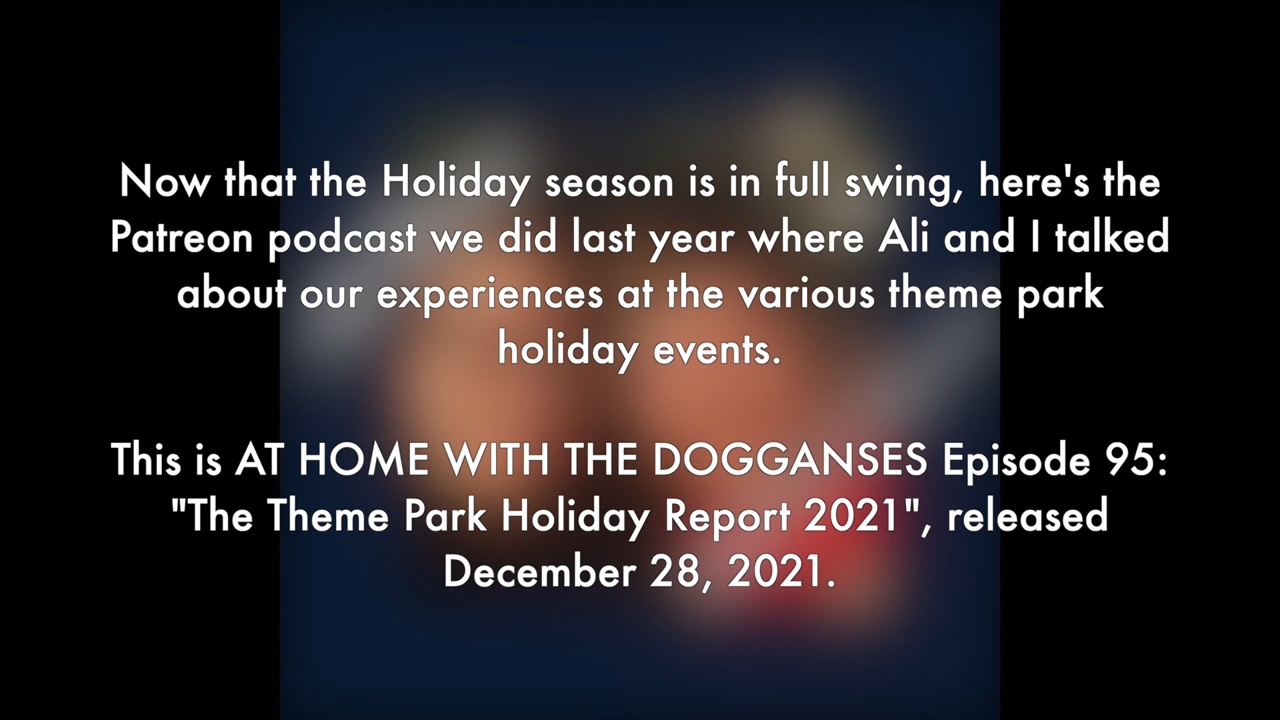 Now that the Holiday season is in full swing, here's the
Patreon podcast we did last year where Ali and I talked
about our experiences at the various theme park
holiday events.
This is AT HOME WITH THE DOGGANSES Episode 95:
"The Theme Park Holiday Report 2021", released
December 28, 2021.